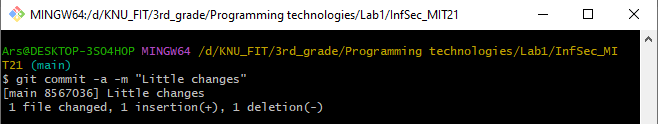 MINGW64:/d/KNU_FIT/3rd_grade/Programming technologies/Lab1/InfSec_MIT21
Ars@DESKTOP-3SO4HOP MINGW64 /d/KNU_FIT/3rd_grade/Programming technologies/Lab1/InfSec_MI
T21 (main)
$ git commit -a -m "Little changes"
[main 8567036] Little changes
 1 file changed, 1 insertion(+), 1 deletion(-)